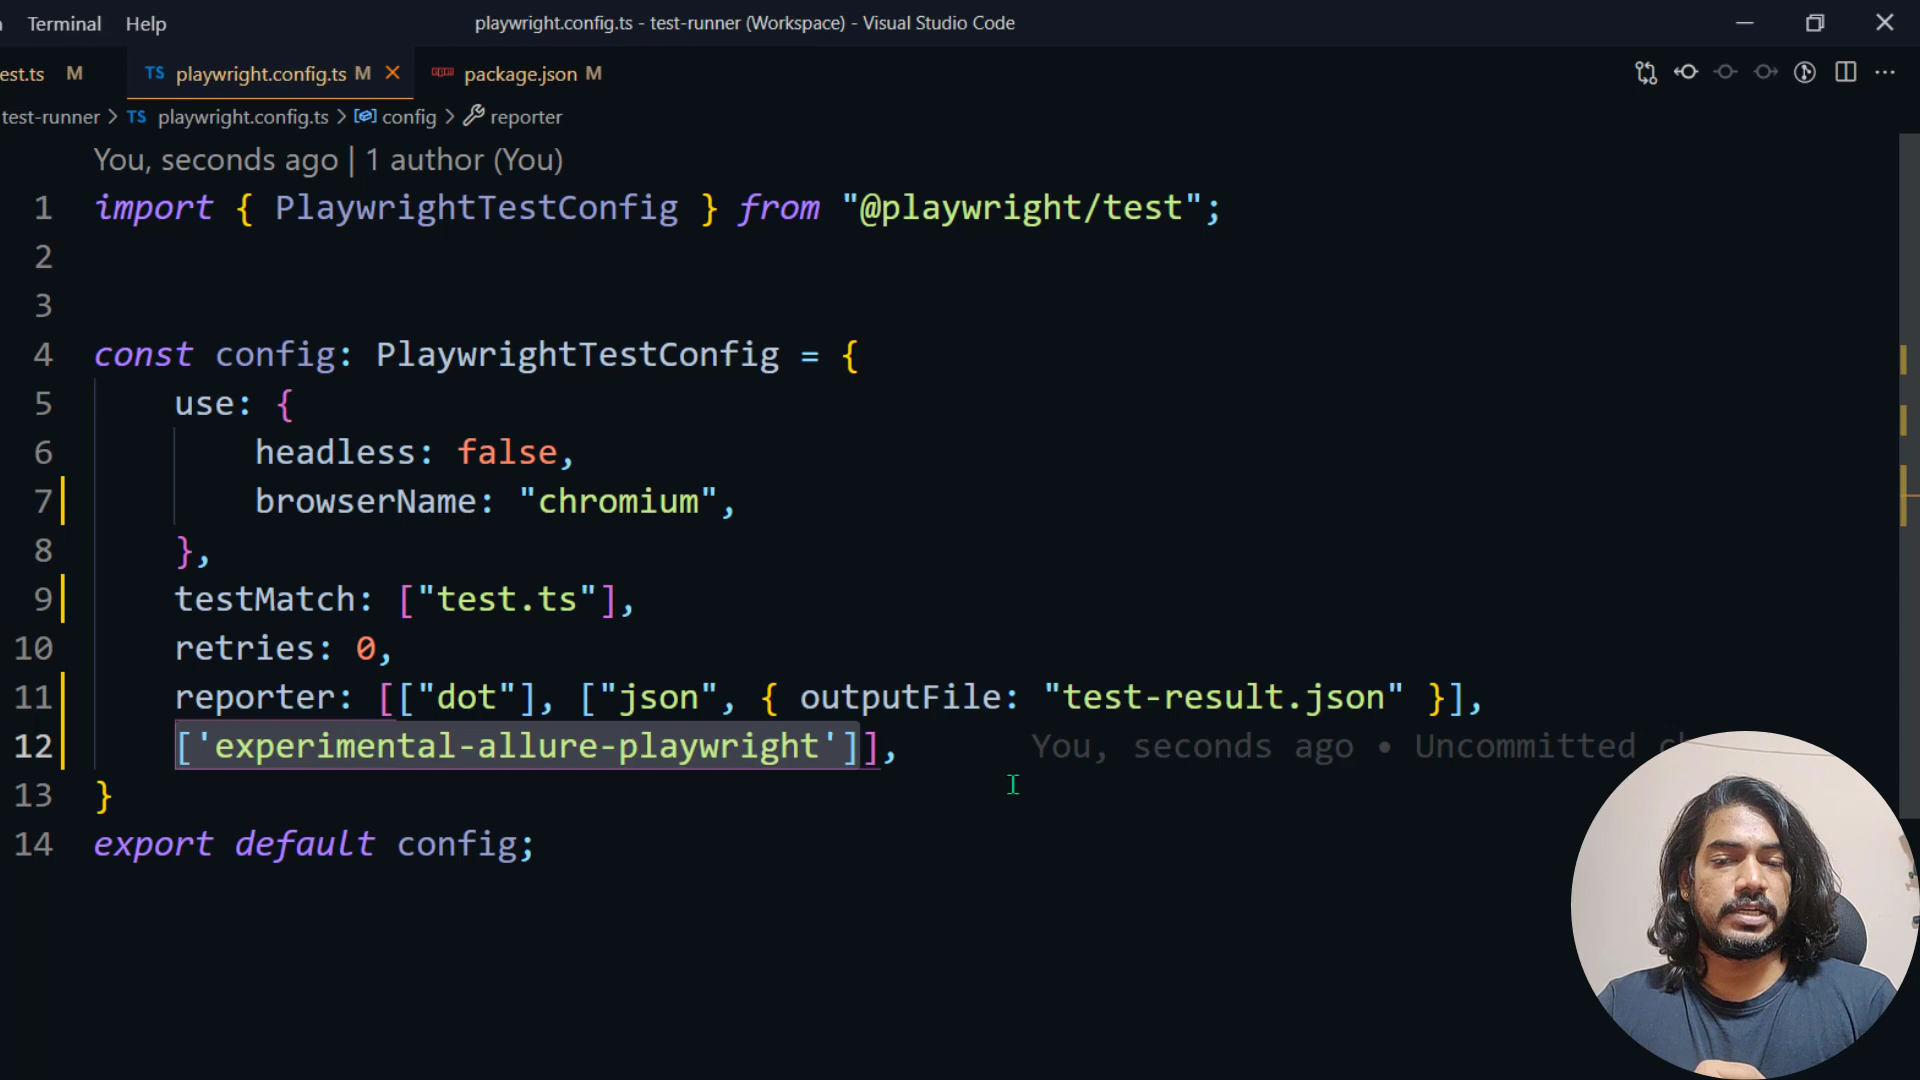 Terminal Help playwright.config.ts - test-runner (Workspace) - Visual Studio Code
est.ts M TS playwright.config.ts M package.json M
test-runner > TS playwright.config.ts > config > reporter
You, seconds ago | 1 author (You)
1 import { PlaywrightTestConfig } from "@playwright/test";
2
3
4 const config: PlaywrightTestConfig = {
5 use: {
6 headless: false,
7 browserName: "chromium",
8 },
9 testMatch: ["test.ts"],
10 retries: 0,
11 reporter: [["dot"], ["json", { outputFile: "test-result.json" }],
12 ['experimental-allure-playwright']], You, seconds ago • Uncommitted
13 }
14 export default config;